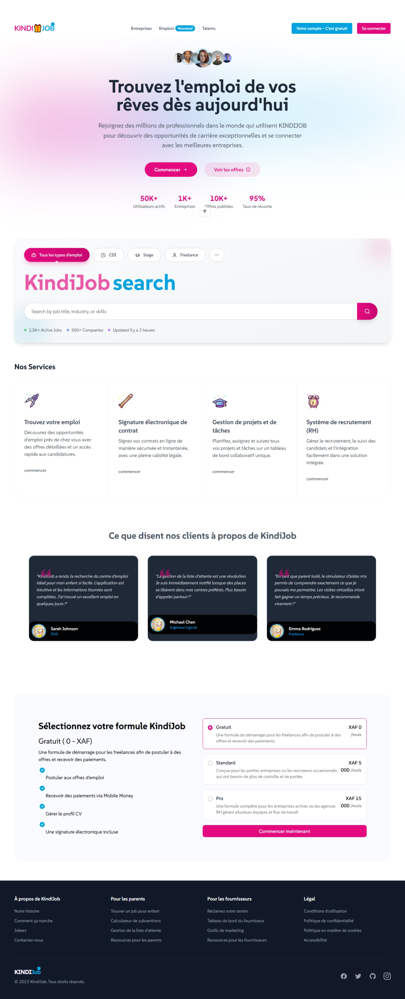 KINDI JOB
Entreprises
Emplois Nouveau!
Talents
Votre compte - C'est gratuit
Se connecter
Trouvez l'emploi de vos
rêves dès aujourd'hui
Rejoignez des millions de professionnels dans le monde qui utilisent KINDIJOB
pour découvrir des opportunités de carrière exceptionnelles et se connecter
avec les meilleures entreprises.
Commencer
Voir les offres
50K+
Utilisateurs actifs
1K+
Entreprises
10K+
Offres publiées
95%
Taux de réussite
Tous les types d'emploi
CDI
Stage
Freelance
KindiJob search
Search by job title, industry, or skills
2,5K+ Active Jobs
500+ Companies
Updated il y a 2 heures
Nos Services
Trouvez votre emploi
Découvrez des opportunités
d'emploi près de chez vous avec
des offres détaillées et un accès
rapide aux candidatures.
commencer
Signature électronique de
contrat
Signez vos contrats en ligne de
manière sécurisée et instantanée,
avec une pleine validité légale.
commencer
Gestion de projets et de
tâches
Planifiez, assignez et suivez tous
vos projets et tâches sur un tableau
de bord collaboratif unique.
commencer
Système de recrutement
(RH)
Gérez le recrutement, le suivi des
candidats et l'intégration
facilement dans une solution
intégrée.
commencer
Ce que disent nos clients à propos de KindiJob
"KindiJob a rendu la recherche du centre d'emploi
idéal pour mon enfant si facile. L'application est
intuitive et les informations fournies sont
complètes. J'ai trouvé un excellent emploi en
quelques jours !"
Sarah Johnson
PDG
"La gestion de la liste d'attente est une révolution.
Je suis immédiatement notifié lorsque des places
se libèrent dans mes centres préférés. Plus besoin
d'appeler partout !"
Michael Chen
Ingénieur logiciel
"En tant que parent isolé, le simulateur d'aides m'a
permis de comprendre exactement ce que je
pouvais me permettre. Les visites virtuelles m'ont
fait gagner un temps précieux. Je recommande
vivement !"
Emma Rodriguez
Freelance
Sélectionnez votre formule KindiJob
Gratuit ( 0 - XAF)
Une formule de démarrage pour les freelances afin de postuler à des
offres et recevoir des paiements.
Postuler aux offres d'emploi
Recevoir des paiements via Mobile Money
Gérer le profil CV
Une signature électronique incluse
Gratuit
XAF 0
Une formule de démarrage pour les freelances afin de postuler à des
/mois
offres et recevoir des paiements.
Standard
XAF 5
Conçue pour les petites entreprises ou les recruteurs occasionnels
000 /mois
qui ont besoin de plus de contrôle et de portée.
Pro
XAF 15
Une formule complète pour les entreprises actives ou les agences
000 /mois
RH gérant plusieurs équipes et flux de travail.
Commencer maintenant
À propos de KindiJob
Notre histoire
Comment ça marche
Jobers
Contactez-nous
Pour les parents
Trouver un job pour enfant
Calculateur de subventions
Gestion de la liste d'attente
Ressources pour les parents
Pour les fournisseurs
Réclamez votre centre
Tableau de bord du fournisseur
Outils de marketing
Ressources pour les fournisseurs
Légal
Conditions d'utilisation
Politique de confidentialité
Politique en matière de cookies
Accessibilité
KINDIJob
© 2023 KindiJob. Tous droits réservés.